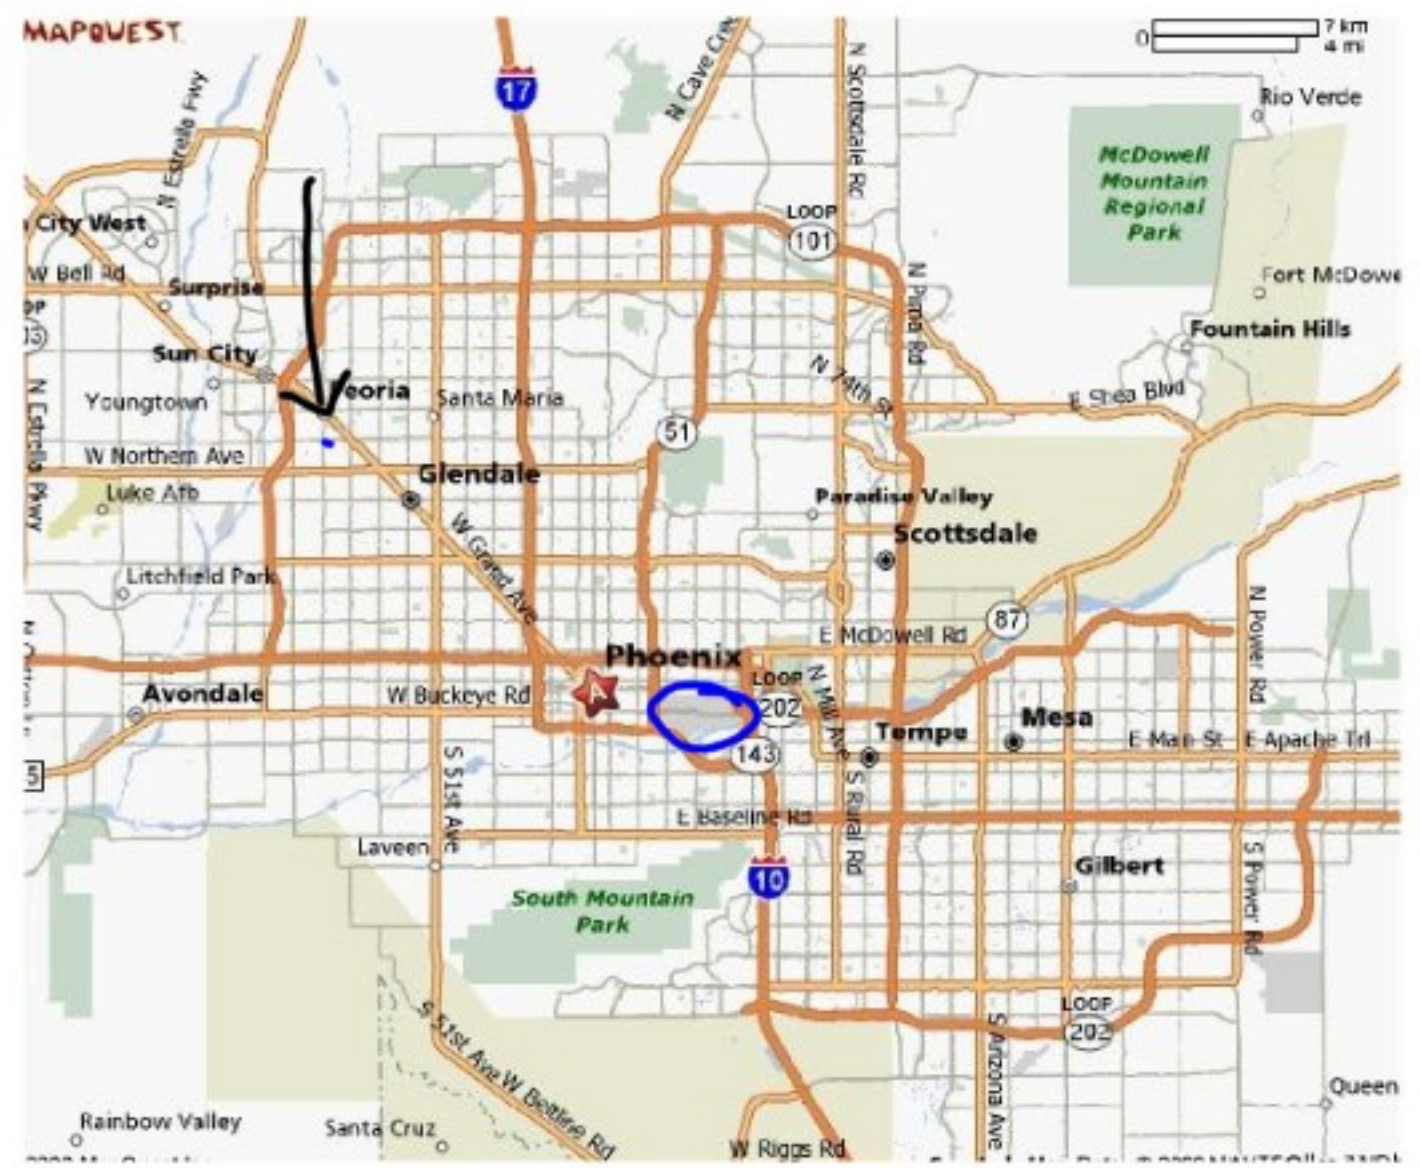 MAPQUEST
7 km
0
4 mi
17
N Cave
N Scottsdale Rd
N Estrella Fwy
Rio Verde
McDowell
Mountain
Regional
Park
City West
LOOP
101
W Bell Rd
Surprise
N Pima Rd
Fort McDowe
Fountain Hills
Sun City
Youngtown
Peoria
Santa Maria
N 74th St
E Shea Blvd
51
W Northern Ave
N Estrella Pkwy
Luke Afb
Glendale
Paradise Valley
Scottsdale
W Grand Ave
Litchfield Park
87
N Power Rd
E McDowell Rd
Phoenix
A
LOOP
202
N Mill Ave
Avondale
W Buckeye Rd
Tempe
Mesa
E Main St
E Apache Trl
143
S 51st Ave
S Rural Rd
E Baseline Rd
Laveen
10
Gilbert
S Power Rd
South Mountain
Park
LOOP
202
S 51st Ave
W Beltline Rd
S Arizona Ave
Queen
Rainbow Valley
Santa Cruz
W Riggs Rd